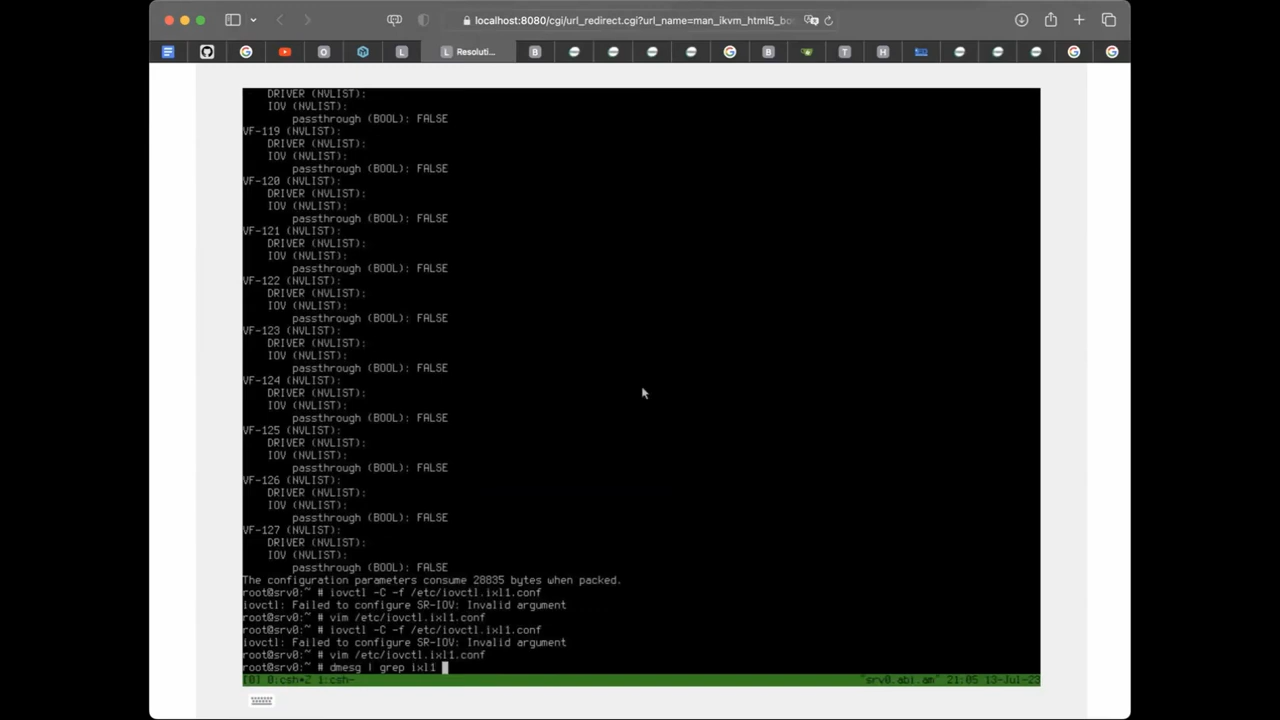 localhost:8080/cgi/url_redirect.cgi?url_name=man_ikvm_html5_bo
Resoluti...
DRIVER (NVLIST):
IOV (NVLIST):
passthrough (BOOL): FALSE
VF-119 (NVLIST):
DRIVER (NVLIST):
IOV (NVLIST):
passthrough (BOOL): FALSE
VF-120 (NVLIST):
DRIVER (NVLIST):
IOV (NVLIST):
passthrough (BOOL): FALSE
VF-121 (NVLIST):
DRIVER (NVLIST):
IOV (NVLIST):
passthrough (BOOL): FALSE
VF-122 (NVLIST):
DRIVER (NVLIST):
IOV (NVLIST):
passthrough (BOOL): FALSE
VF-123 (NVLIST):
DRIVER (NVLIST):
IOV (NVLIST):
passthrough (BOOL): FALSE
VF-124 (NVLIST):
DRIVER (NVLIST):
IOV (NVLIST):
passthrough (BOOL): FALSE
VF-125 (NVLIST):
DRIVER (NVLIST):
IOV (NVLIST):
passthrough (BOOL): FALSE
VF-126 (NVLIST):
DRIVER (NVLIST):
IOV (NVLIST):
passthrough (BOOL): FALSE
VF-127 (NVLIST):
DRIVER (NVLIST):
IOV (NVLIST):
passthrough (BOOL): FALSE
The configuration parameters consume 28835 bytes when packed.
root@srv0:~ # iovctl -C -f /etc/iovctl.ixl1.conf
iovctl: Failed to configure SR-IOV: Invalid argument
root@srv0:~ # vim /etc/iovctl.ixl1.conf
root@srv0:~ # iovctl -C -f /etc/iovctl.ixl1.conf
iovctl: Failed to configure SR-IOV: Invalid argument
root@srv0:~ # vim /etc/iovctl.ixl1.conf
root@srv0:~ # dmesg | grep ixl1
[0] 0:csh*Z 1:csh- "srv0.abi.am" 21:05 13-Jul-23